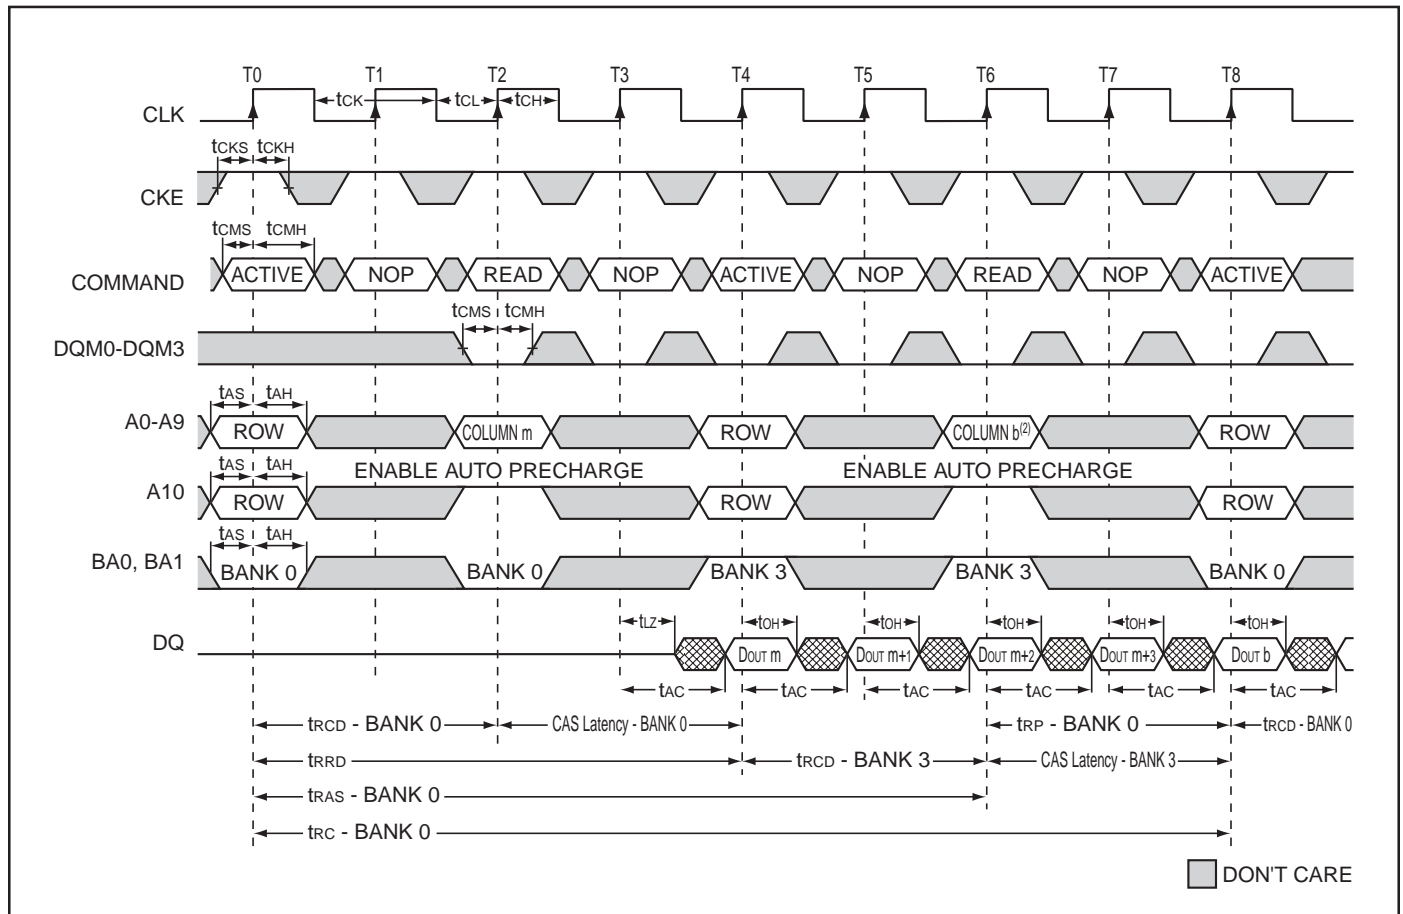 T0 T1 T2 T3 T4 T5 T6 T7 T8
CLK tCK tCL tCH
tCKS tCKH
CKE
tCMS tCMH
COMMAND ACTIVE NOP READ NOP ACTIVE NOP READ NOP ACTIVE
tCMS tCMH
DQM0-DQM3
tAS tAH
A0-A9 ROW COLUMN m ROW COLUMN b(2) ROW
tAS tAH ENABLE AUTO PRECHARGE ENABLE AUTO PRECHARGE
A10 ROW ROW ROW
tAS tAH
BA0, BA1 BANK 0 BANK 0 BANK 3 BANK 3 BANK 0
tLZ tOH tOH tOH tOH tOH
DQ DOUT m DOUT m+1 DOUT m+2 DOUT m+3 DOUT b
tAC tAC tAC tAC tAC tAC
tRCD - BANK 0 CAS Latency - BANK 0 tRP - BANK 0 tRCD - BANK 0
tRRD tRCD - BANK 3 CAS Latency - BANK 3
tRAS - BANK 0
tRC - BANK 0
DON'T CARE